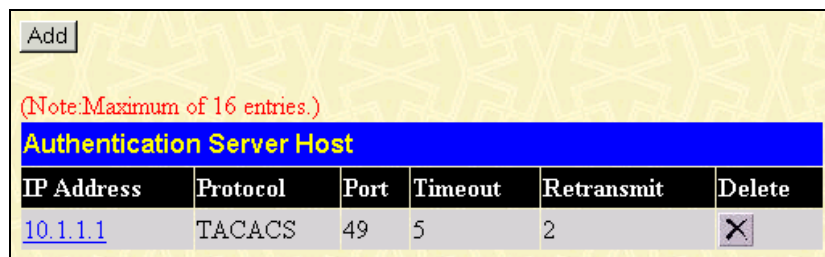 Add
(Note:Maximum of 16 entries.)
Authentication Server Host
IP Address Protocol Port Timeout Retransmit Delete
10.1.1.1 TACACS 49 5 2